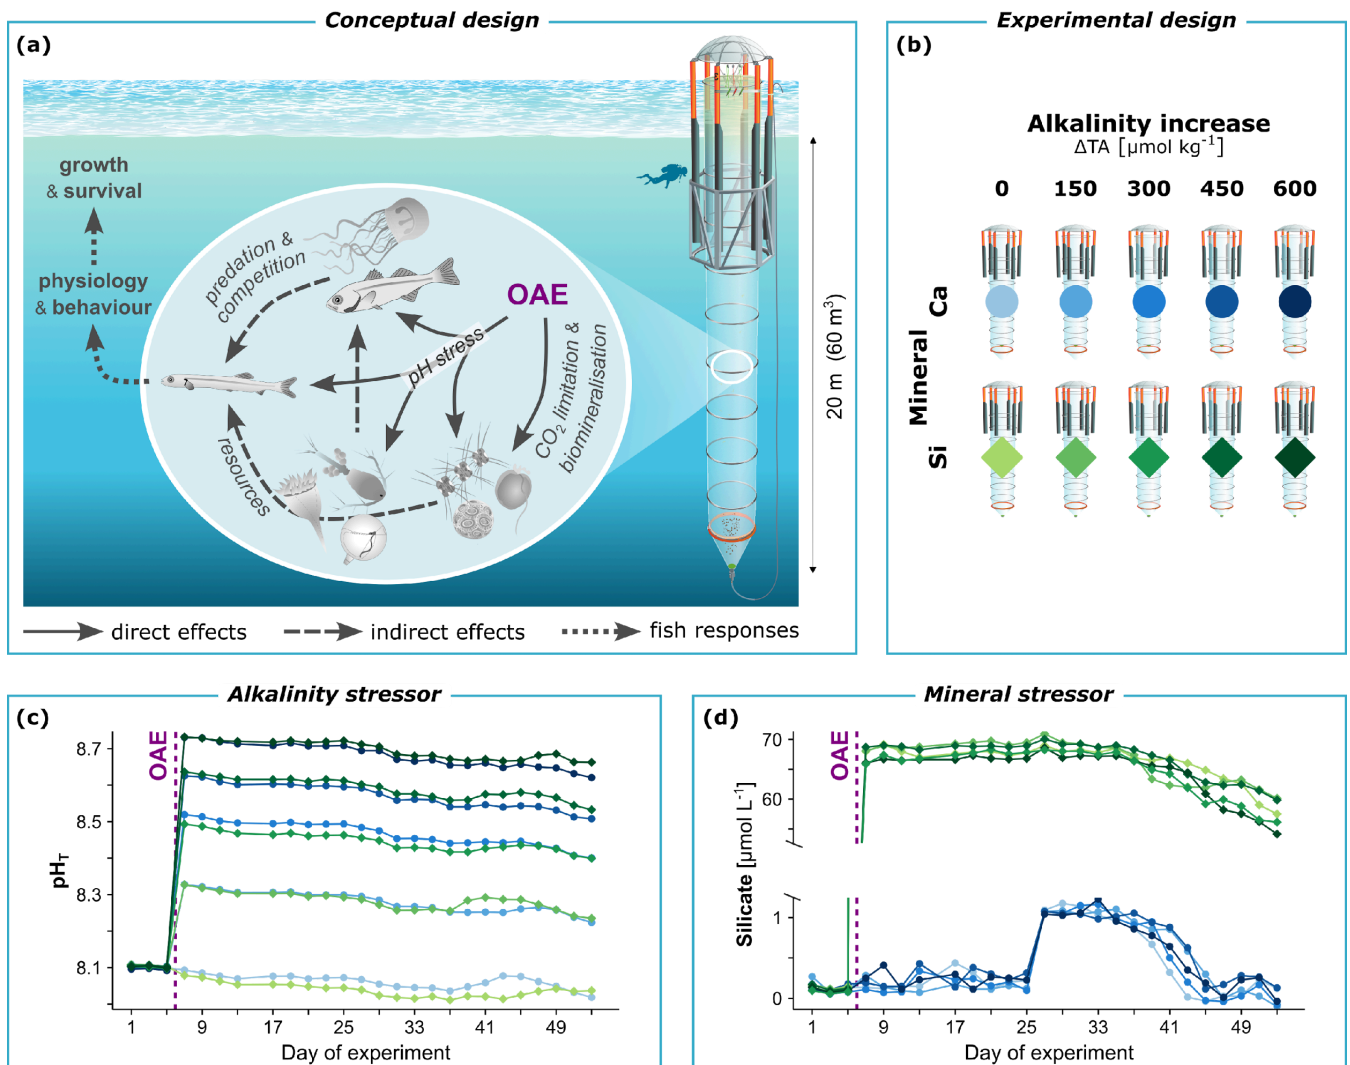 Conceptual design
(a)
growth
& survival
physiology
& behaviour
predation &
competition
OAE
pH stress
CO2 limitation &
biomineralisation
resources
20 m (60 m³)
direct effects
indirect effects
fish responses
Experimental design
(b)
Alkalinity increase
ΔTA [µmol kg⁻¹]
0 150 300 450 600
Mineral
Ca
Si
Alkalinity stressor
(c)
OAE
pH_T
8.7
8.5
8.3
8.1
1 9 17 25 33 41 49
Day of experiment
Mineral stressor
(d)
OAE
Silicate [µmol L⁻¹]
70
60
1
0
1 9 17 25 33 41 49
Day of experiment